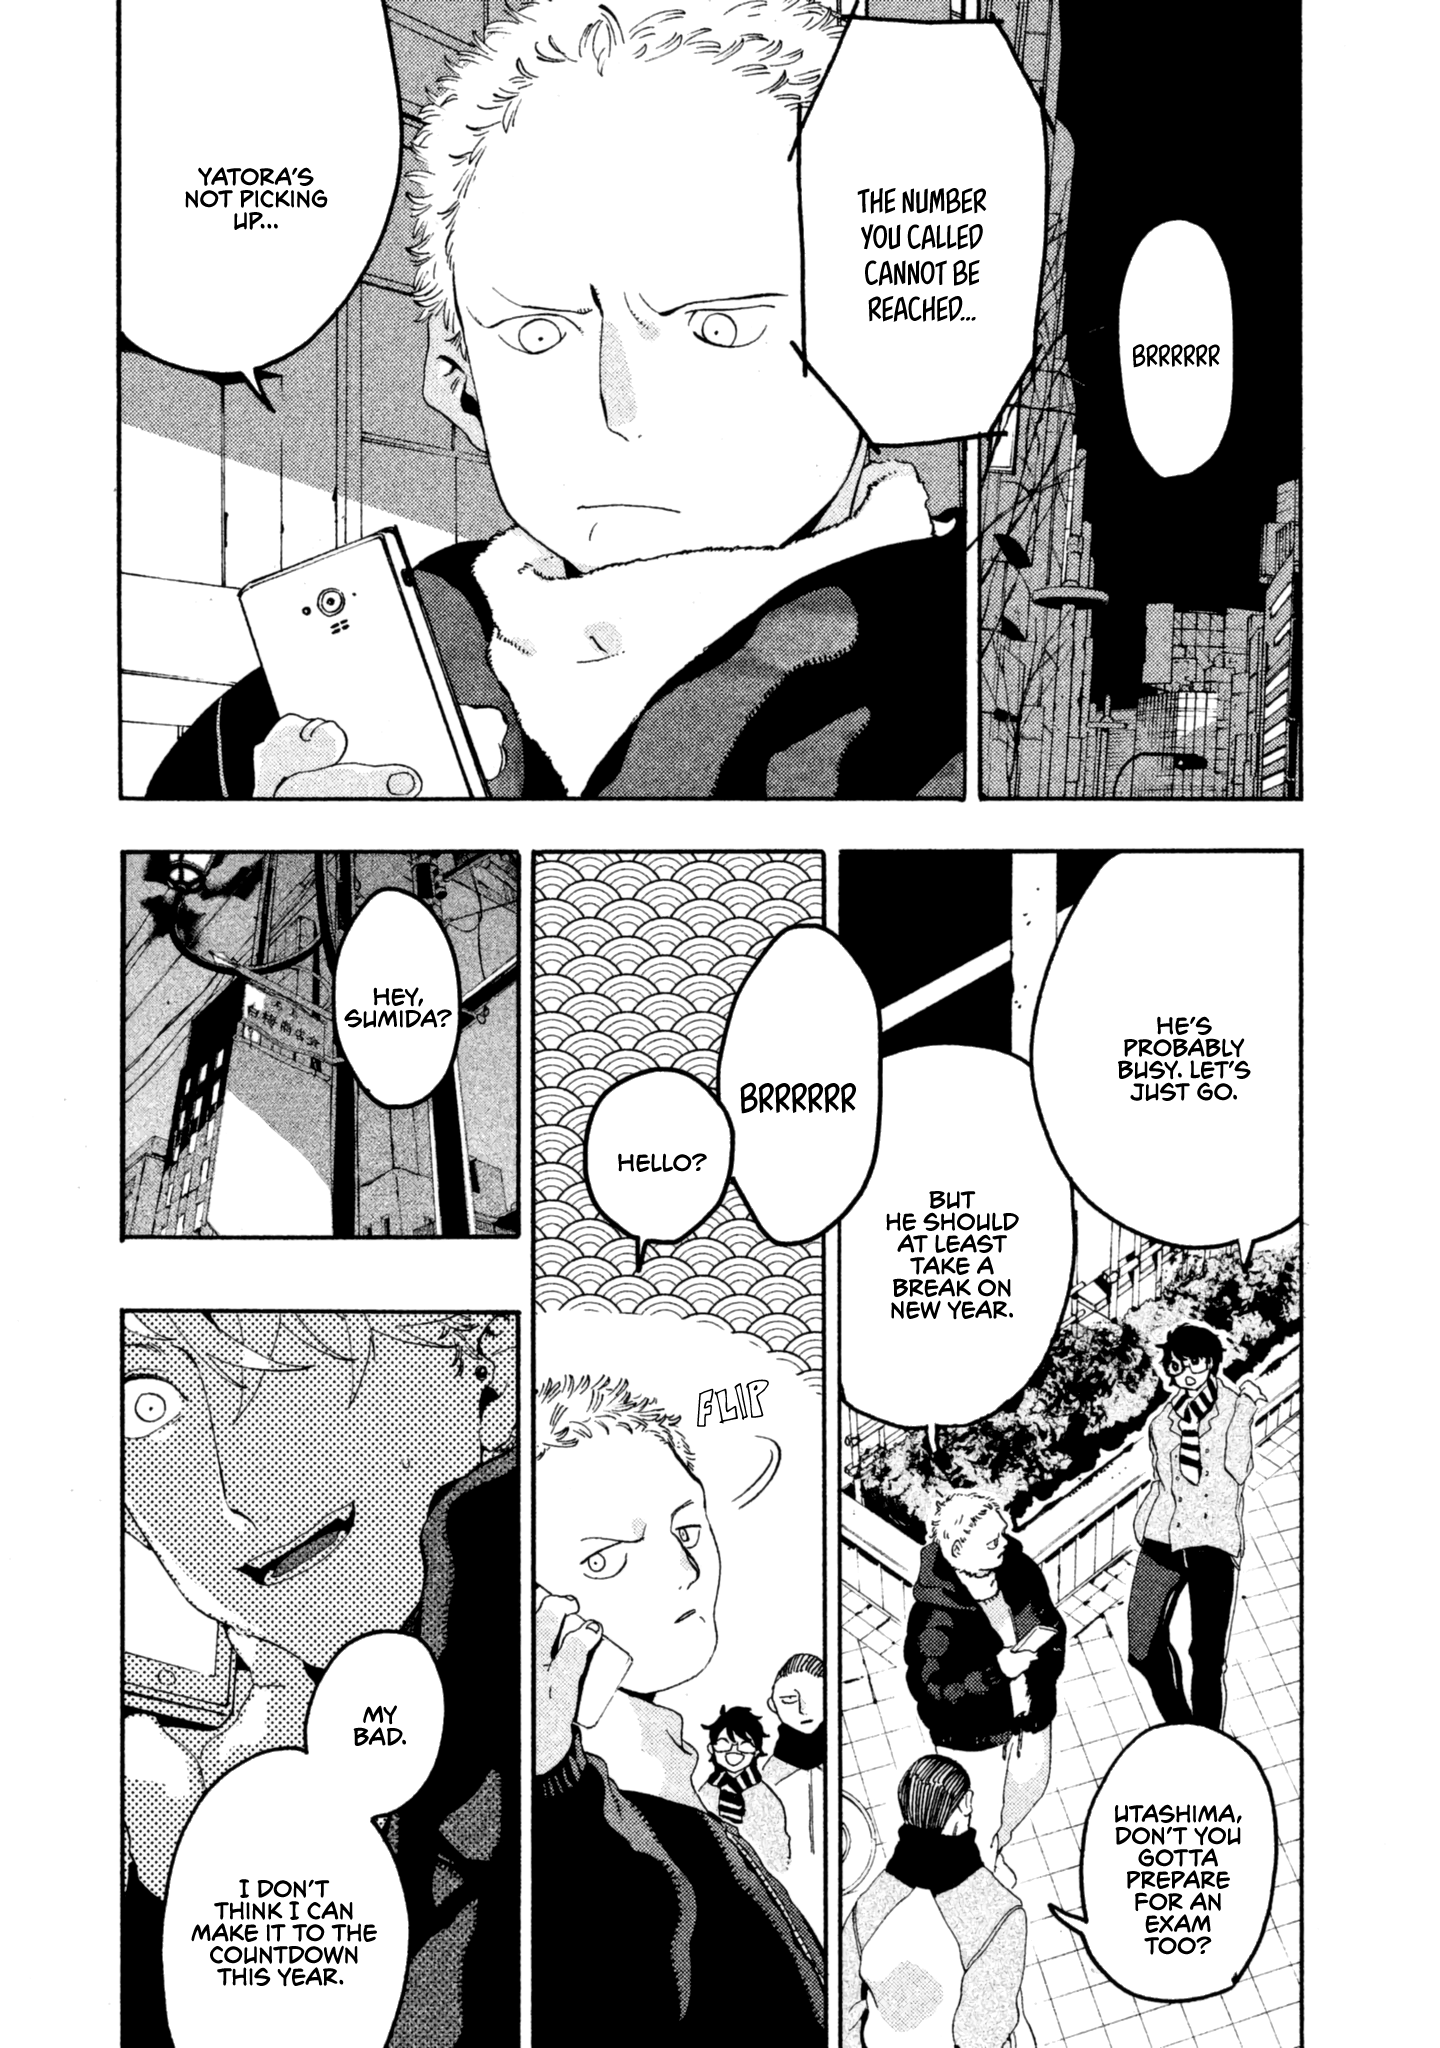 BRRRRRR
THE NUMBER
YOU CALLED
CANNOT BE
REACHED...
YATORA'S
NOT PICKING
UP...
HE'S
PROBABLY
BUSY. LET'S
JUST GO.
BUT
HE SHOULD
AT LEAST
TAKE A
BREAK ON
NEW YEAR.
UTASHIMA,
DON'T YOU
GOTTA
PREPARE
FOR AN
EXAM
TOO?
BRRRRRR
HELLO?
FLIP
HEY,
SUMIDA?
MY
BAD.
I DON'T
THINK I CAN
MAKE IT TO THE
COUNTDOWN
THIS YEAR.